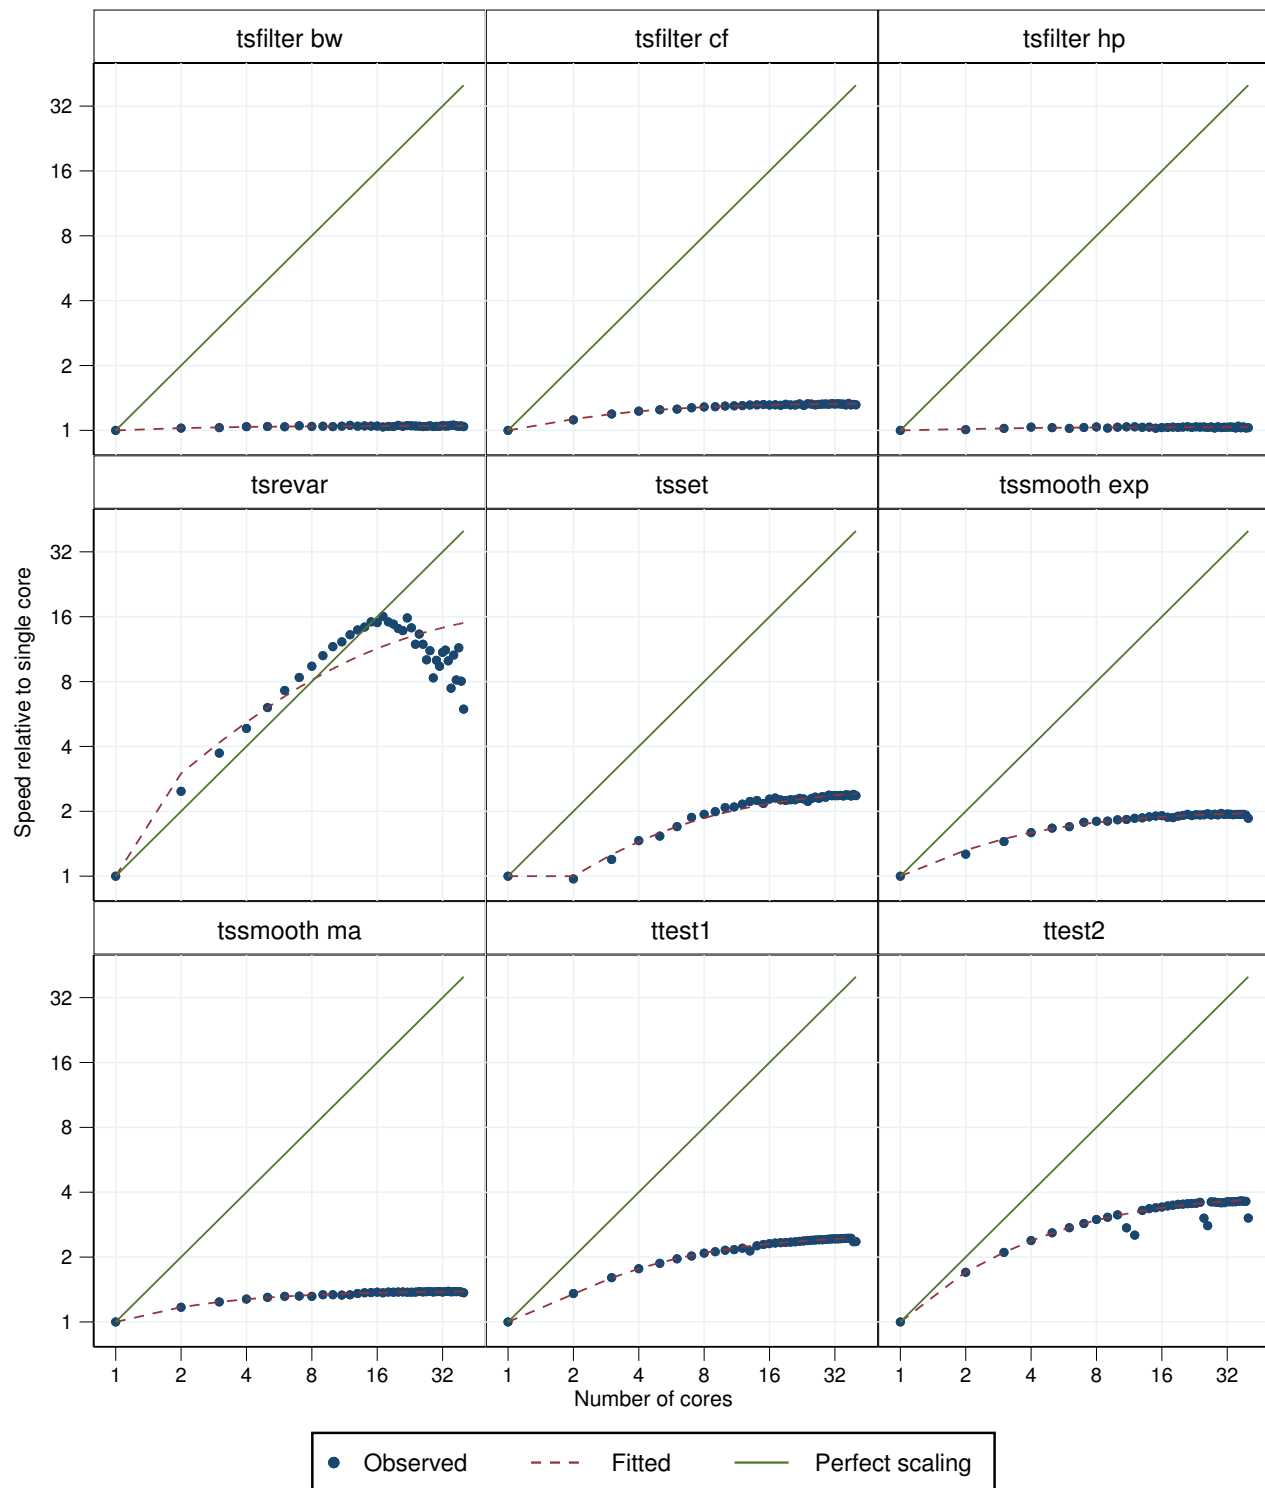 tsfilter bw
tsfilter cf
tsfilter hp
32
16
8
4
2
1
tsrevar
tsset
tssmooth exp
32
16
8
4
2
1
Speed relative to single core
tssmooth ma
ttest1
ttest2
32
16
8
4
2
1
1 2 4 8 16 32
1 2 4 8 16 32
1 2 4 8 16 32
Number of cores
Observed
Fitted
Perfect scaling